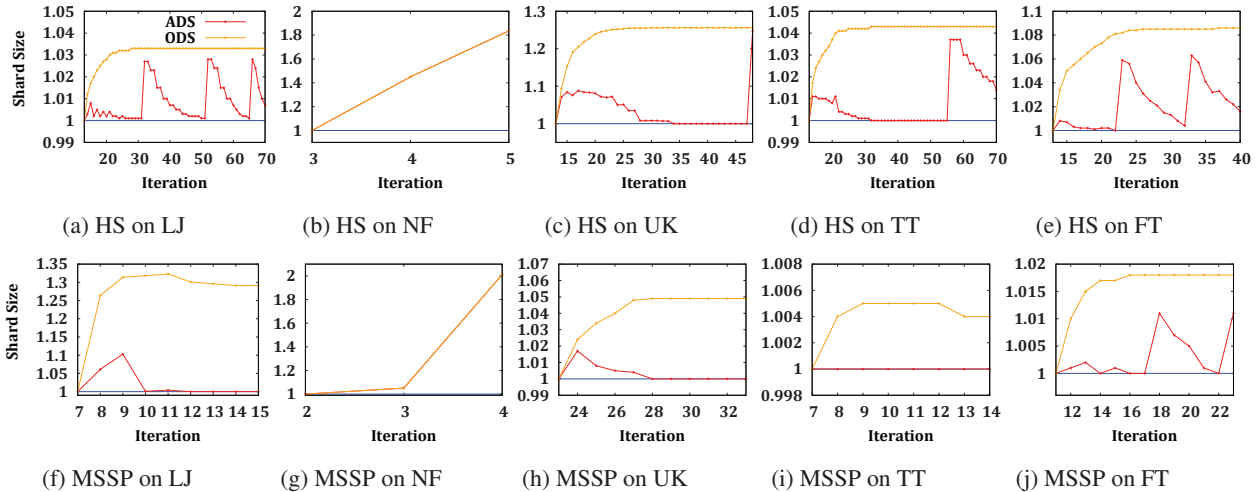 Shard Size
1.05
1.04
1.03
1.02
1.01
1
0.99
ADS
ODS
20 30 40 50 60 70
Iteration
(a) HS on LJ
2
1.8
1.6
1.4
1.2
1
3 4 5
Iteration
(b) HS on NF
1.3
1.2
1.1
1
15 20 25 30 35 40 45
Iteration
(c) HS on UK
1.05
1.04
1.03
1.02
1.01
1
0.99
20 30 40 50 60 70
Iteration
(d) HS on TT
1.1
1.08
1.06
1.04
1.02
1
15 20 25 30 35 40
Iteration
(e) HS on FT
Shard Size
1.35
1.3
1.25
1.2
1.15
1.1
1.05
1
7 8 9 10 11 12 13 14 15
Iteration
(f) MSSP on LJ
2
1.8
1.6
1.4
1.2
1
2 3 4
Iteration
(g) MSSP on NF
1.07
1.06
1.05
1.04
1.03
1.02
1.01
1
0.99
24 26 28 30 32
Iteration
(h) MSSP on UK
1.008
1.006
1.004
1.002
1
0.998
7 8 9 10 11 12 13 14
Iteration
(i) MSSP on TT
1.02
1.015
1.01
1.005
1
12 14 16 18 20 22
Iteration
(j) MSSP on FT